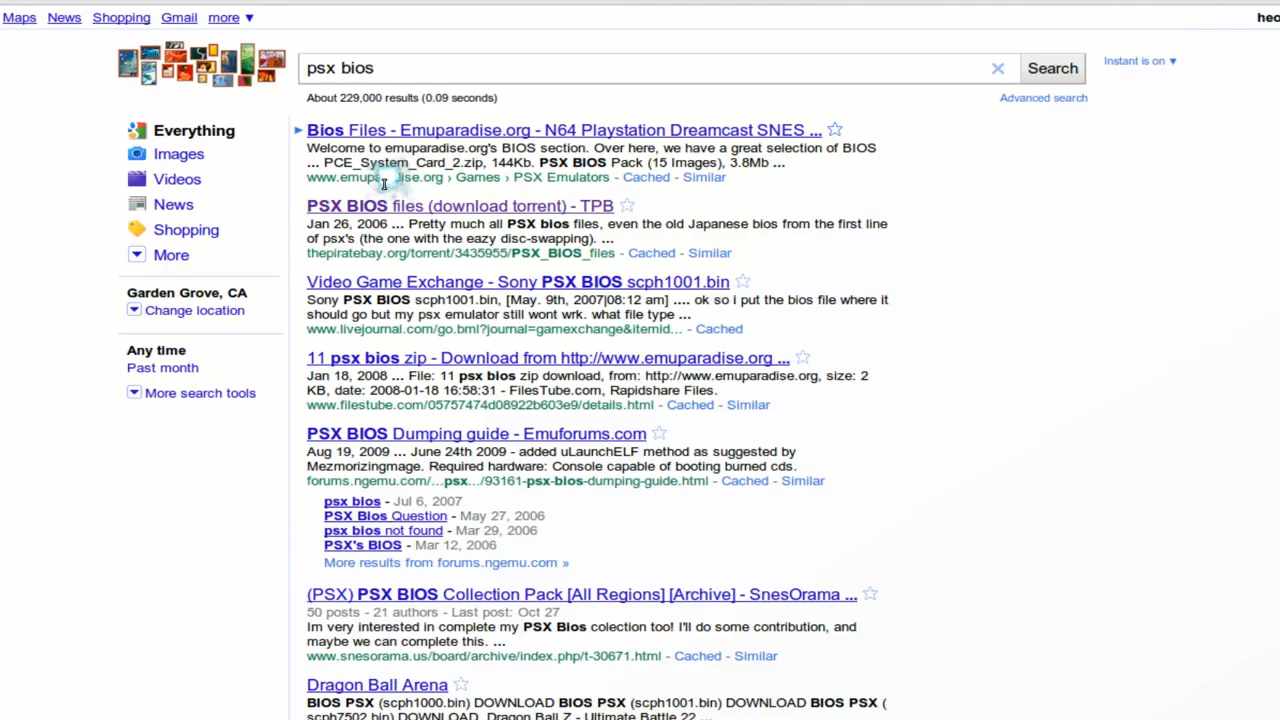 Maps News Shopping Gmail more ▼
heo
psx bios
Search
Instant is on ▼
About 229,000 results (0.09 seconds)
Advanced search
Everything
Images
Videos
News
Shopping
More
Garden Grove, CA
Change location
Any time
Past month
More search tools
Bios Files - Emuparadise.org - N64 Playstation Dreamcast SNES ...
Welcome to emuparadise.org's BIOS section. Over here, we have a great selection of BIOS
... PCE_System_Card_2.zip, 144Kb. PSX BIOS Pack (15 Images), 3.8Mb ...
www.emuparadise.org › Games › PSX Emulators - Cached - Similar
PSX BIOS files (download torrent) - TPB
Jan 26, 2006 ... Pretty much all PSX bios files, even the old Japanese bios from the first line
of psx's (the one with the eazy disc-swapping). ...
thepiratebay.org/torrent/3435955/PSX_BIOS_files - Cached - Similar
Video Game Exchange - Sony PSX BIOS scph1001.bin
Sony PSX BIOS scph1001.bin, [May. 9th, 2007|08:12 am] .... ok so i put the bios file where it
should go but my psx emulator still wont wrk. what file type ...
www.livejournal.com/go.bml?journal=gamexchange&itemid... - Cached
11 psx bios zip - Download from http://www.emuparadise.org ...
Jan 18, 2008 ... File: 11 psx bios zip download, from: http://www.emuparadise.org, size: 2
KB, date: 2008-01-18 16:58:31 - FilesTube.com, Rapidshare Files.
www.filestube.com/05757474d08922b603e9/details.html - Cached - Similar
PSX BIOS Dumping guide - Emuforums.com
Aug 19, 2009 ... June 24th 2009 - added uLaunchELF method as suggested by
Mezmorizingmage. Required hardware: Console capable of booting burned cds.
forums.ngemu.com/...psx.../93161-psx-bios-dumping-guide.html - Cached - Similar
psx bios - Jul 6, 2007
PSX Bios Question - May 27, 2006
psx bios not found - Mar 29, 2006
PSX's BIOS - Mar 12, 2006
More results from forums.ngemu.com »
(PSX) PSX BIOS Collection Pack [All Regions] [Archive] - SnesOrama ...
50 posts - 21 authors - Last post: Oct 27
Im very interested in complete my PSX Bios colection too! I'll do some contribution, and
maybe we can complete this. ...
www.snesorama.us/board/archive/index.php/t-30671.html - Cached - Similar
Dragon Ball Arena
BIOS PSX (scph1000.bin) DOWNLOAD BIOS PSX (scph1001.bin) DOWNLOAD BIOS PSX (
scph7502.bin) DOWNLOAD. Dragon Ball Z - Ultimate Battle 22 ...